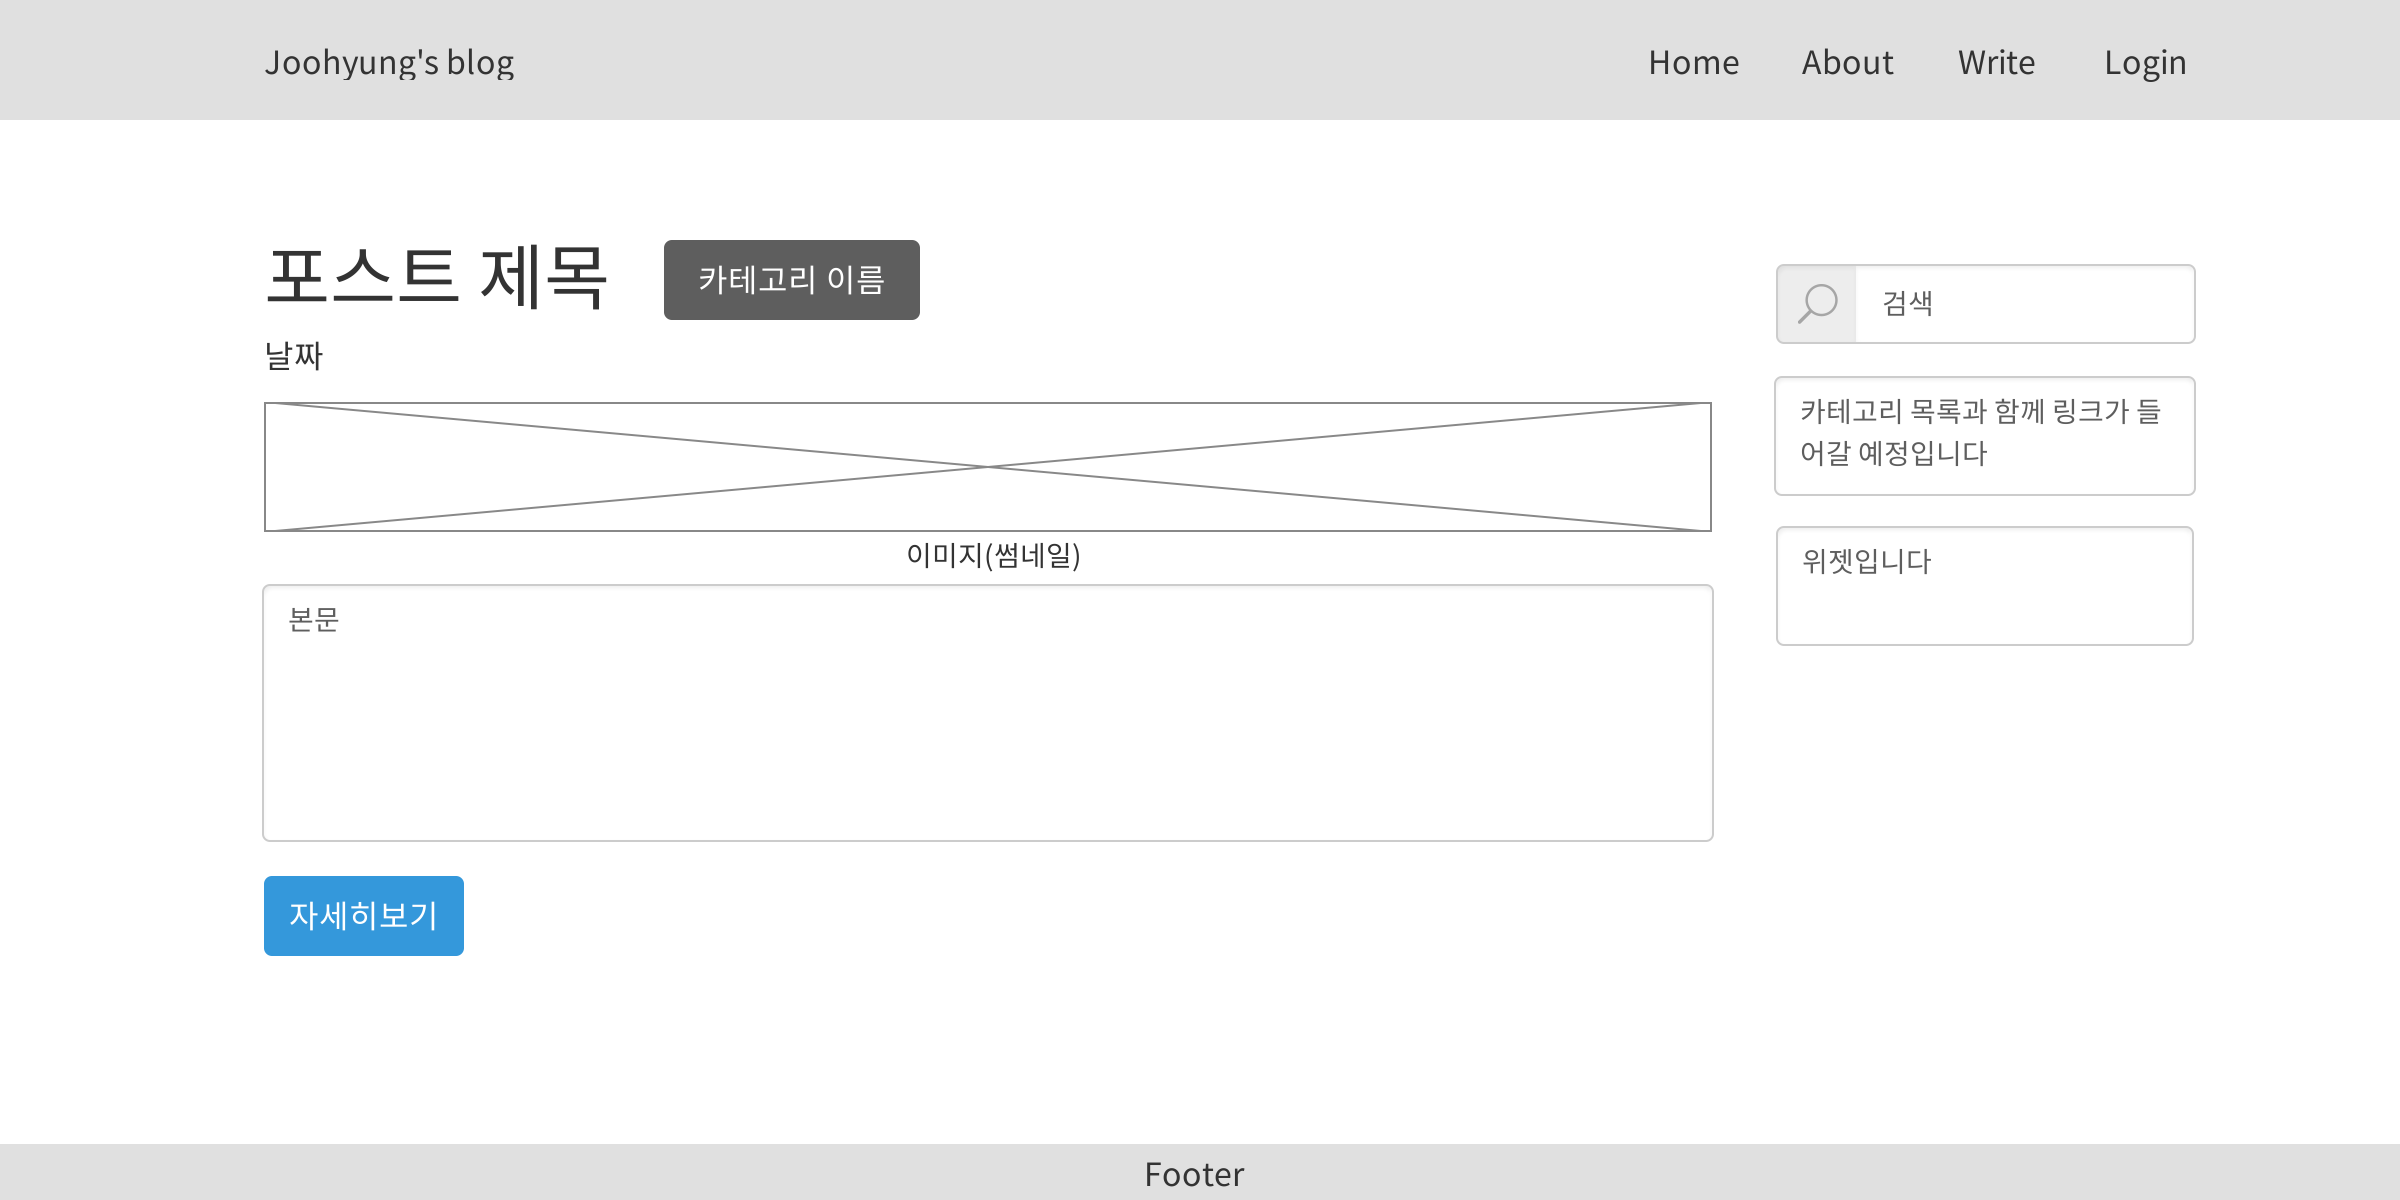 Joohyung's blog
Home
About
Write
Login
포스트 제목
카테고리 이름
날짜
이미지(썸네일)
본문
자세히보기
검색
카테고리 목록과 함께 링크가 들
어갈 예정입니다
위젯입니다
Footer